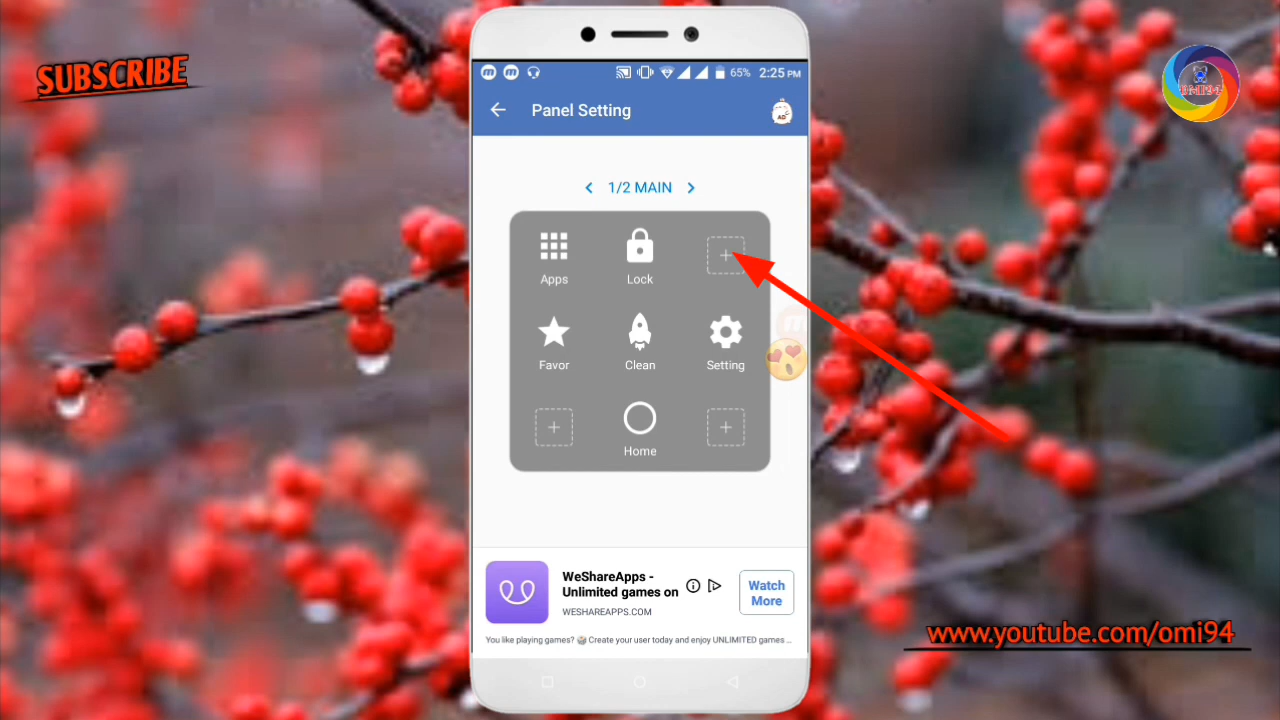 SUBSCRIBE
OMI94
65% 2:25 PM
Panel Setting
AD
1/2 MAIN
Apps
Lock
Favor
Clean
Setting
Home
WeShareApps -
Unlimited games on
WESHAREAPPS.COM
Watch
More
You like playing games? 🎲 Create your user today and enjoy UNLIMITED games ...
www.youtube.com/omi94